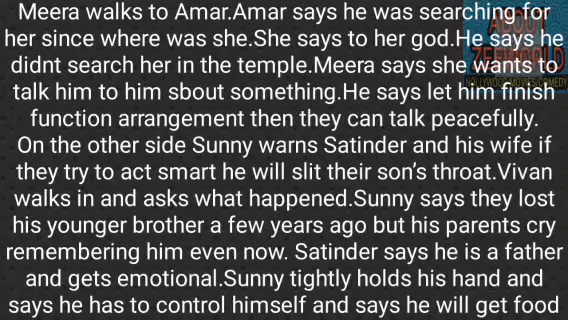 Meera walks to Amar.Amar says he was searching for
her since where was she.She says to her god.He says he
didnt search her in the temple.Meera says she wants to
talk him to him sbout something.He says let him finish
function arrangement then they can talk peacefully.
On the other side Sunny warns Satinder and his wife if
they try to act smart he will slit their son’s throat.Vivan
walks in and asks what happened.Sunny says they lost
his younger brother a few years ago but his parents cry
remembering him even now. Satinder says he is a father
and gets emotional.Sunny tightly holds his hand and
says he has to control himself and says he will get food
ABOUT
ZEEWORLD
HOLLYWOOD MOVIES/COMEDY